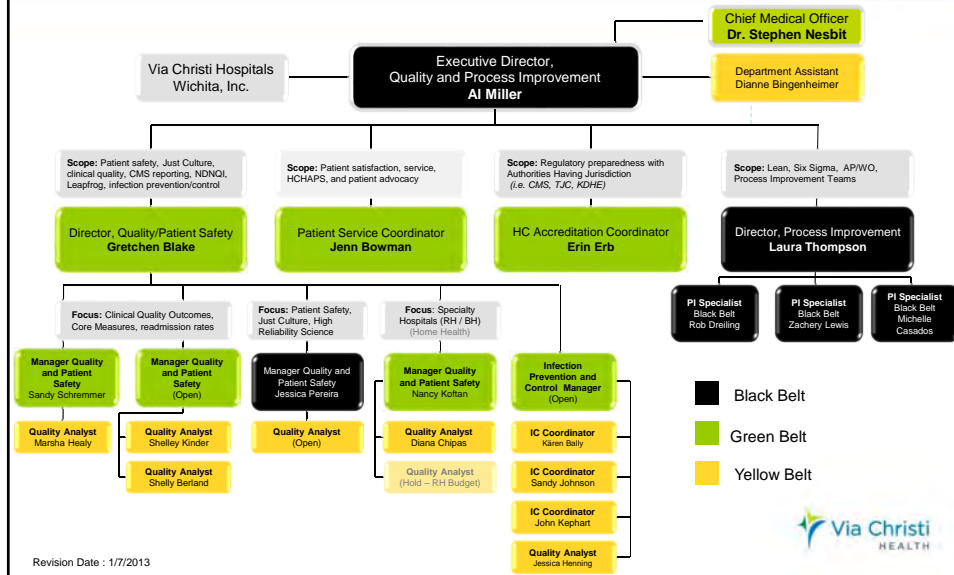 Chief Medical Officer
Dr. Stephen Nesbit
Via Christi Hospitals
Wichita, Inc.
Executive Director,
Quality and Process Improvement
Al Miller
Department Assistant
Dianne Bingenheimer
Scope: Patient safety, Just Culture,
clinical quality, CMS reporting, NDNQI,
Leapfrog, infection prevention/control
Scope: Patient satisfaction, service,
HCHAPS, and patient advocacy
Scope: Regulatory preparedness with
Authorities Having Jurisdiction
(i.e. CMS, TJC, KDHE)
Scope: Lean, Six Sigma, AP/WO,
Process Improvement Teams
Director, Quality/Patient Safety
Gretchen Blake
Patient Service Coordinator
Jenn Bowman
HC Accreditation Coordinator
Erin Erb
Director, Process Improvement
Laura Thompson
PI Specialist
Black Belt
Rob Dreiling
PI Specialist
Black Belt
Zachery Lewis
PI Specialist
Black Belt
Michelle
Casados
Focus: Clinical Quality Outcomes,
Core Measures, readmission rates
Focus: Patient Safety,
Just Culture, High
Reliability Science
Focus: Specialty
Hospitals (RH / BH)
(Home Health)
Manager Quality
and Patient
Safety
Sandy Schremmer
Manager Quality
and Patient
Safety
(Open)
Manager Quality and
Patient Safety
Jessica Pereira
Manager Quality
and Patient Safety
Nancy Koftan
Infection
Prevention and
Control Manager
(Open)
Quality Analyst
Marsha Healy
Quality Analyst
Shelley Kinder
Quality Analyst
Shelly Berland
Quality Analyst
(Open)
Quality Analyst
Diana Chipas
Quality Analyst
(Hold – RH Budget)
IC Coordinator
Kären Bally
IC Coordinator
Sandy Johnson
IC Coordinator
John Kephart
Quality Analyst
Jessica Henning
Black Belt
Green Belt
Yellow Belt
Via Christi
HEALTH
Revision Date : 1/7/2013